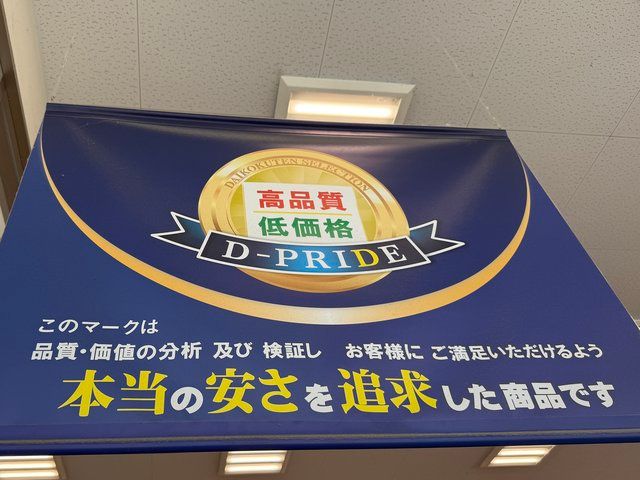 DAIKOKUTEN SELECTION
高品質
低価格
D-PRIDE
このマークは
品質・価値の分析 及び 検証し お客様に ご満足いただけるよう
本当の安さを追求した商品です